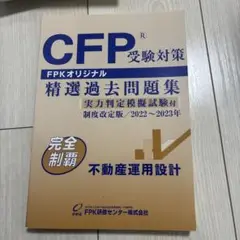 CFP® 受験対策
FPKオリジナル
精選過去問題集
実力判定模擬試験付
制度改定版／2022～2023年
完全
制覇
不動産運用設計
FPK研修センター株式会社